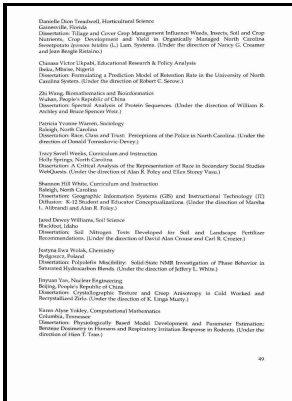 Danielle Dion Treadwell, Horticultural Science
Gainesville, Florida
Dissertation: Tillage and Cover Crop Management Influence Weeds, Insects, Soil and Crop
Nutrients, Crop Development and Yield in Organically Managed North Carolina
Sweetpotato (Ipomoea batatas (L.) Lam. Systems. (Under the direction of Nancy G. Creamer
and Jean Beagle Ristaino.)
Chinasa Victor Ukpabi, Educational Research & Policy Analysis
Mbaise, Nigeria
Dissertation: Formulating a Prediction Model of Retention Rate in the University of North
Carolina System. (Under the direction of Robert C. Serow.)
Zhi Wang, Biomathematics and Bioinformatics
Wuhan, People's Republic of China
Dissertation: Spectral Analysis of Protein Sequences. (Under the direction of William R.
Atchley and Bruce Spencer Weir.)
Patricia Yvonne Warren, Sociology
Raleigh, North Carolina
Dissertation: Race, Class and Trust: Perceptions of the Police in North Carolina. (Under the
direction of Donald Tomaskovic-Devey.)
Tracy Savell Weeks, Curriculum and Instruction
Holly Springs, North Carolina
Dissertation: A Critical Analysis of the Representation of Race in Secondary Social Studies
WebQuests. (Under the direction of Alan R. Foley and Ellen Storey Vasu.)
Shannon Hill White, Curriculum and Instruction
Raleigh, North Carolina
Dissertation: Geographic Information Systems (GIS) and Instructional Technology (IT)
Diffusion: K-12 Student and Educator Conceptualizations. (Under the direction of Marsha
L. Alibrandi and Alan R. Foley.)
Jared Dewey Williams, Soil Science
Blackfoot, Idaho
Dissertation: Soil Nitrogen Tests Developed for Soil and Landscape Fertilizer
Recommendations. (Under the direction of David Alan Crouse and Carl R. Crozier.)
Justyna Ewa Wolak, Chemistry
Bydgoszcz, Poland
Dissertation: Polyolefin Miscibility: Solid-State NMR Investigation of Phase Behavior in
Saturated Hydrocarbon Blends. (Under the direction of Jeffery L. White.)
Yao, Nuclear Engineering
Beijing, People's Republic of China
Dissertation: Crystallographic Texture and Creep Anisotropy in Cold Worked and
Recrystallized Zirlo. (Under the direction of K. Linga Murty.)
Karen Alyse Yokley, Computational Mathematics
Columbia, Tennessee
Dissertation: Physiologically Based Model Development and Parameter Estimation:
Benzene Dosimetry in Humans and Respiratory Irritation Response in Rodents. (Under the
direction of Hien T. Tran.)
49